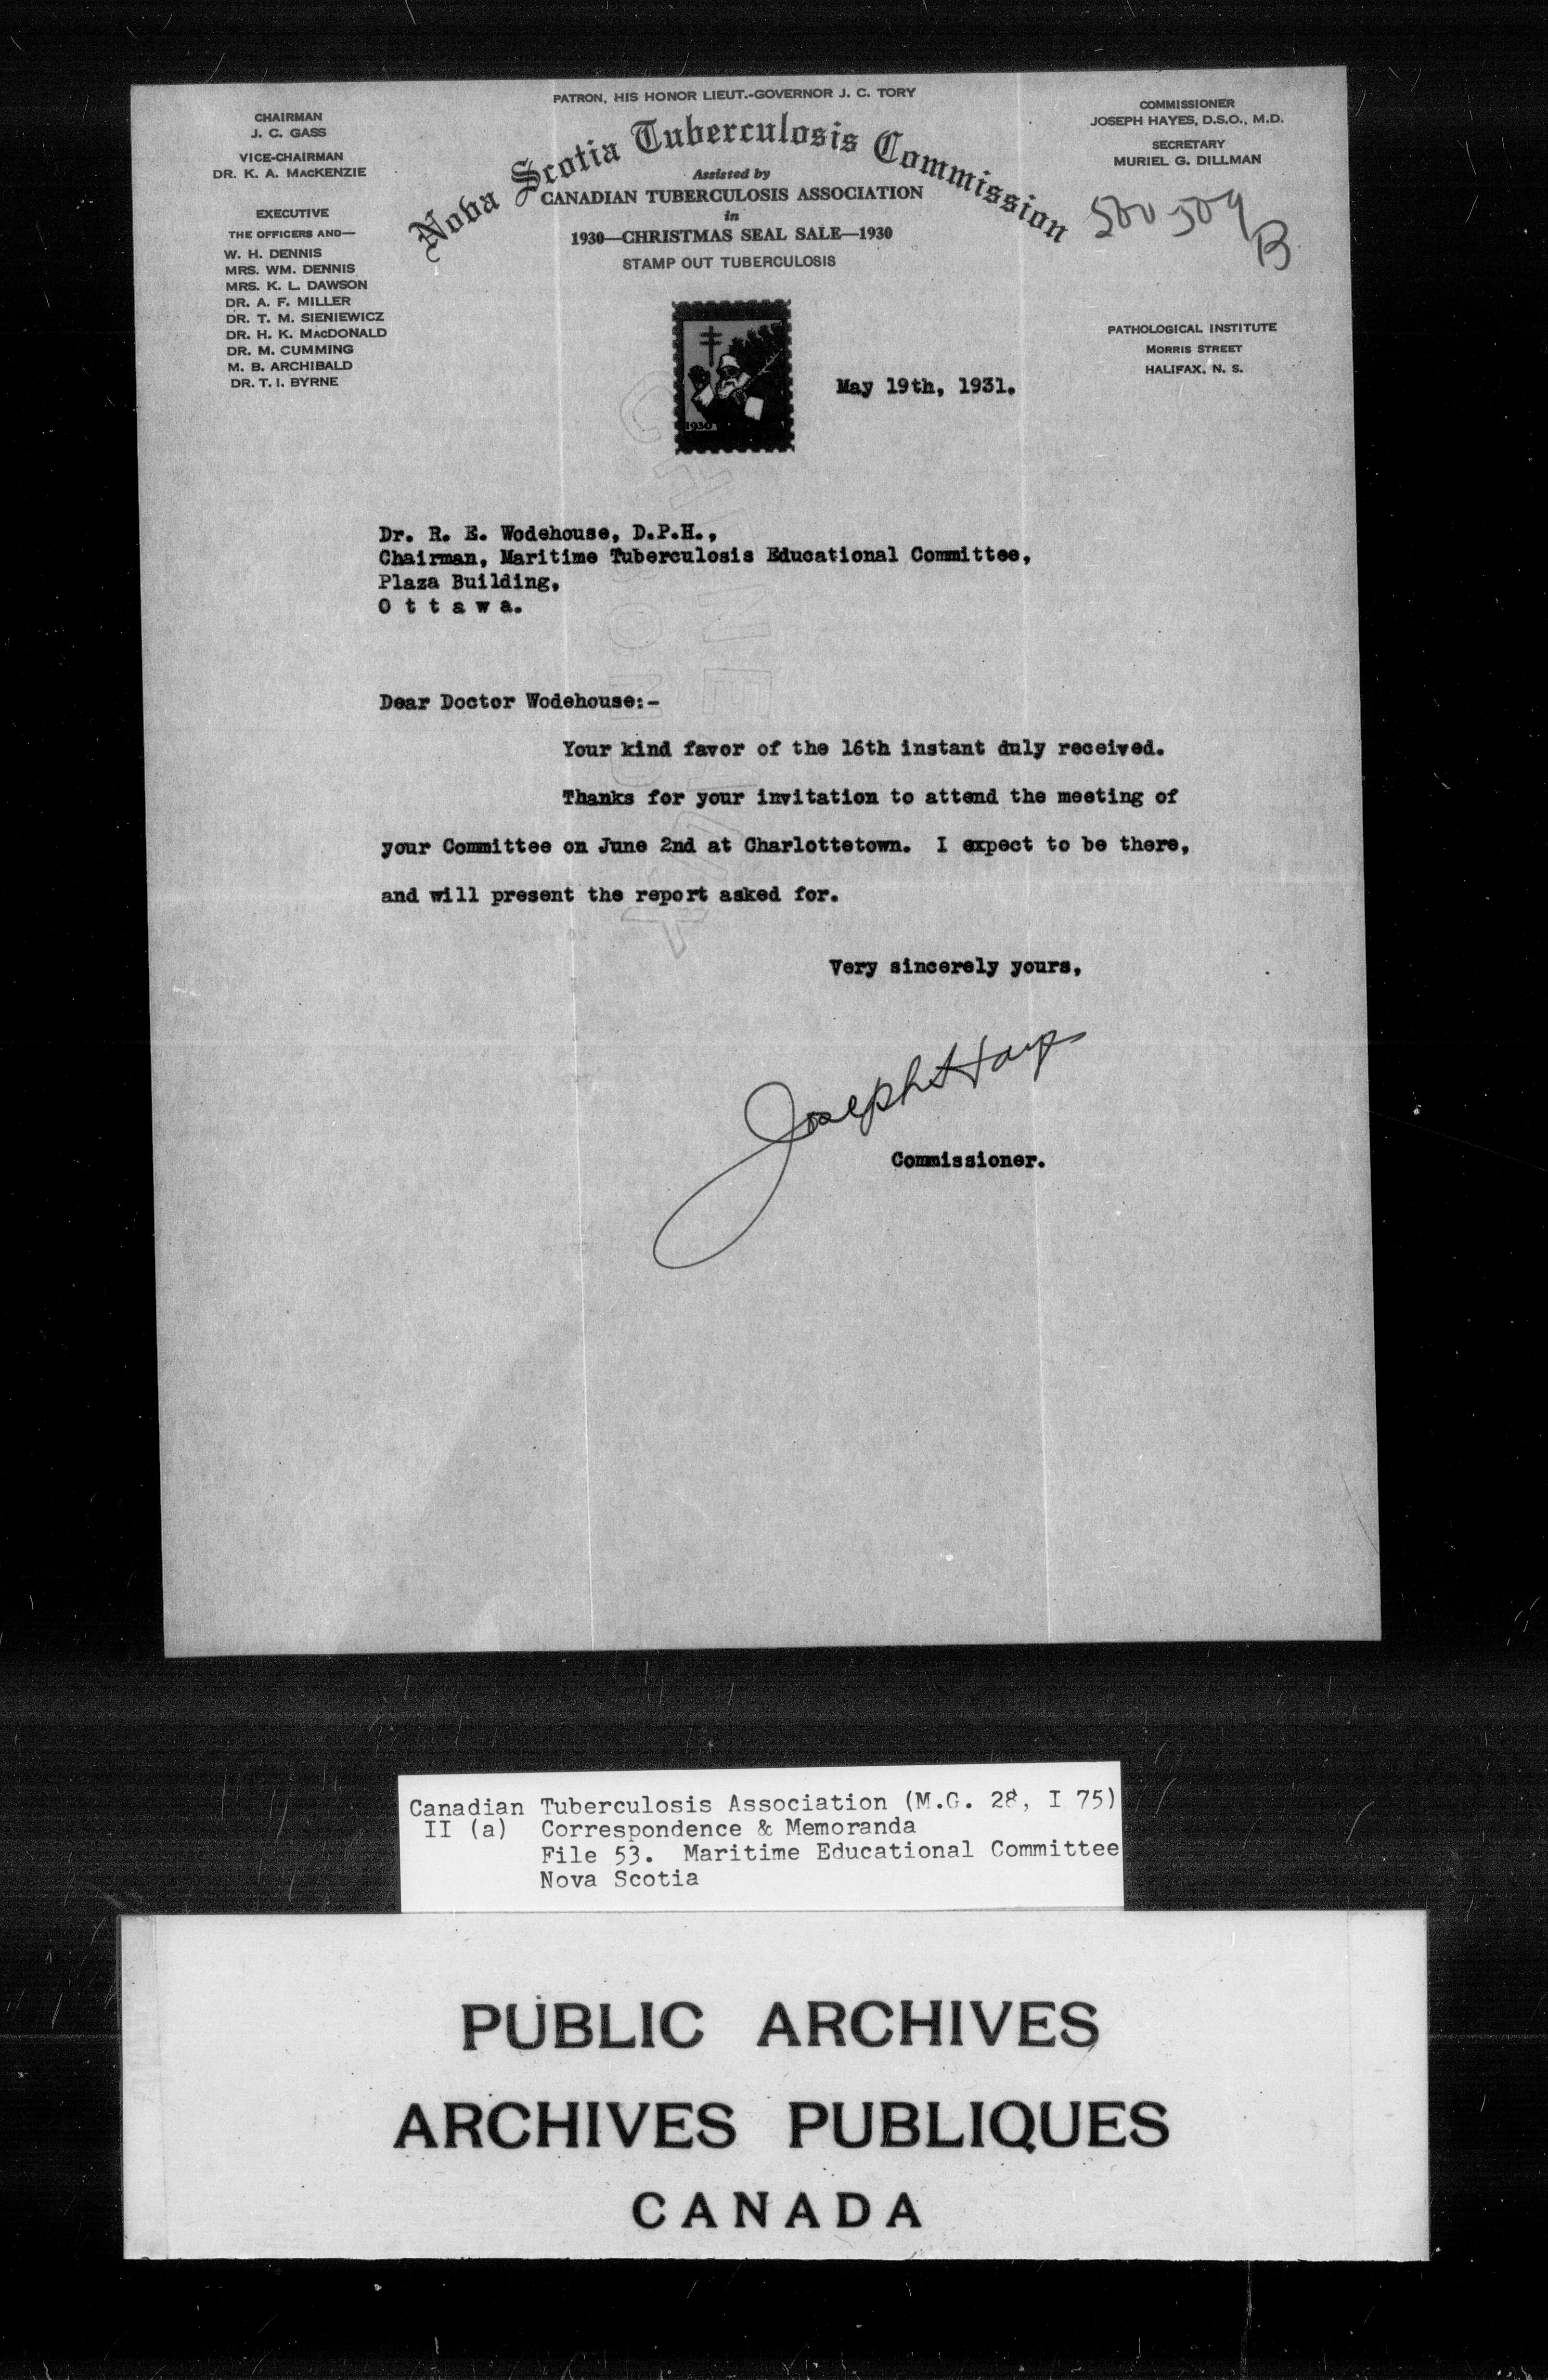 PATRON, HIS HONOR LIEUT.-GOVERNOR J. C. TORY
Nova Scotia Tuberculosis Commission
Assisted by
CANADIAN TUBERCULOSIS ASSOCIATION
in
1930—CHRISTMAS SEAL SALE—1930
STAMP OUT TUBERCULOSIS
CHAIRMAN
J. C. GASS
VICE-CHAIRMAN
DR. K. A. MACKENZIE
EXECUTIVE
THE OFFICERS AND—
W. H. DENNIS
MRS. WM. DENNIS
MRS. K. L. DAWSON
DR. A. F. MILLER
DR. T. M. SIENIEWICZ
DR. H. K. MACDONALD
DR. M. CUMMING
M. B. ARCHIBALD
DR. T. I. BYRNE
COMMISSIONER
JOSEPH HAYES, D.S.O., M.D.
SECRETARY
MURIEL G. DILLMAN
B
PATHOLOGICAL INSTITUTE
MORRIS STREET
HALIFAX, N. S.
1930
May 19th, 1931.
Dr. R. E. Wodehouse, D.P.H.,
Chairman, Maritime Tuberculosis Educational Committee,
Plaza Building,
O t t a w a.
Dear Doctor Wodehouse:-
Your kind favor of the 16th instant duly received.
Thanks for your invitation to attend the meeting of
your Committee on June 2nd at Charlottetown. I expect to be there,
and will present the report asked for.
Very sincerely yours,
Joseph Hayes
Commissioner.
Canadian Tuberculosis Association (M.G. 28, I 75)
II (a) Correspondence & Memoranda
File 53. Maritime Educational Committee
Nova Scotia
PUBLIC ARCHIVES
ARCHIVES PUBLIQUES
CANADA